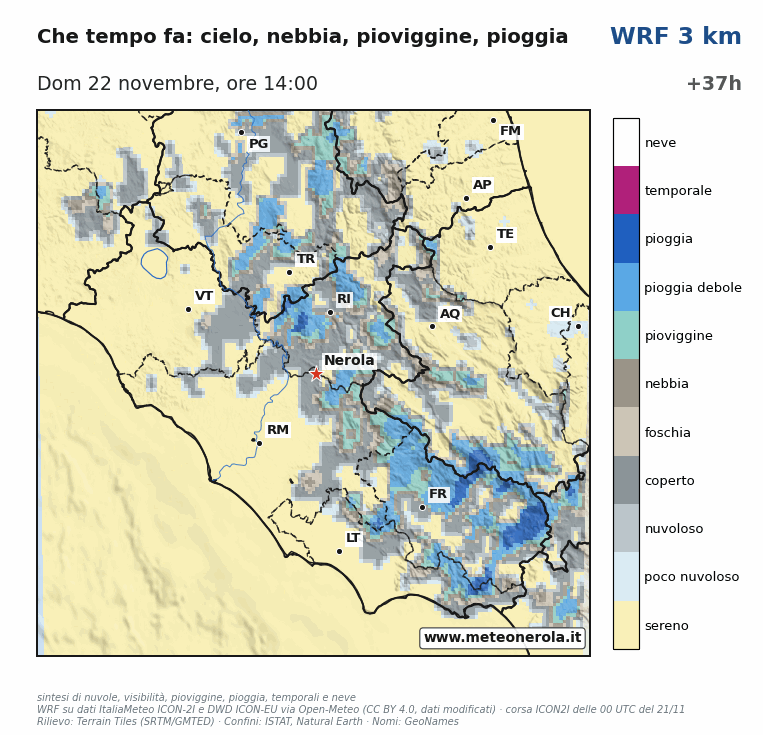 Che tempo fa: cielo, nebbia, pioviggine, pioggia
WRF 3 km
Dom 22 novembre, ore 14:00
+37h
FM
PG
AP
TE
TR
VT
RI
AQ
CH
Nerola
RM
FR
LT
www.meteonerola.it
neve
temporale
pioggia
pioggia debole
pioviggine
nebbia
foschia
coperto
nuvoloso
poco nuvoloso
sereno
sintesi di nuvole, visibilità, pioviggine, pioggia, temporali e neve
WRF su dati ItaliaMeteo ICON-2I e DWD ICON-EU via Open-Meteo (CC BY 4.0, dati modificati) · corsa ICON2I delle 00 UTC del 21/11
Rilievo: Terrain Tiles (SRTM/GMTED) · Confini: ISTAT, Natural Earth · Nomi: GeoNames